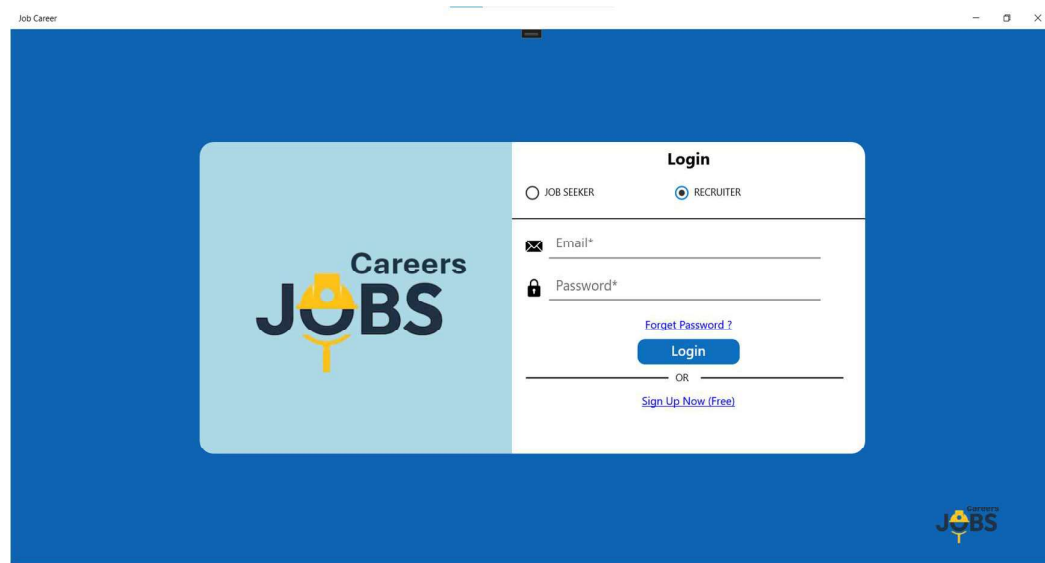 Job Career
Login
JOB SEEKER
RECRUITER
Careers
JOBS
Email*
Password*
Forget Password ?
Login
OR
Sign Up Now (Free)
Careers
JOBS